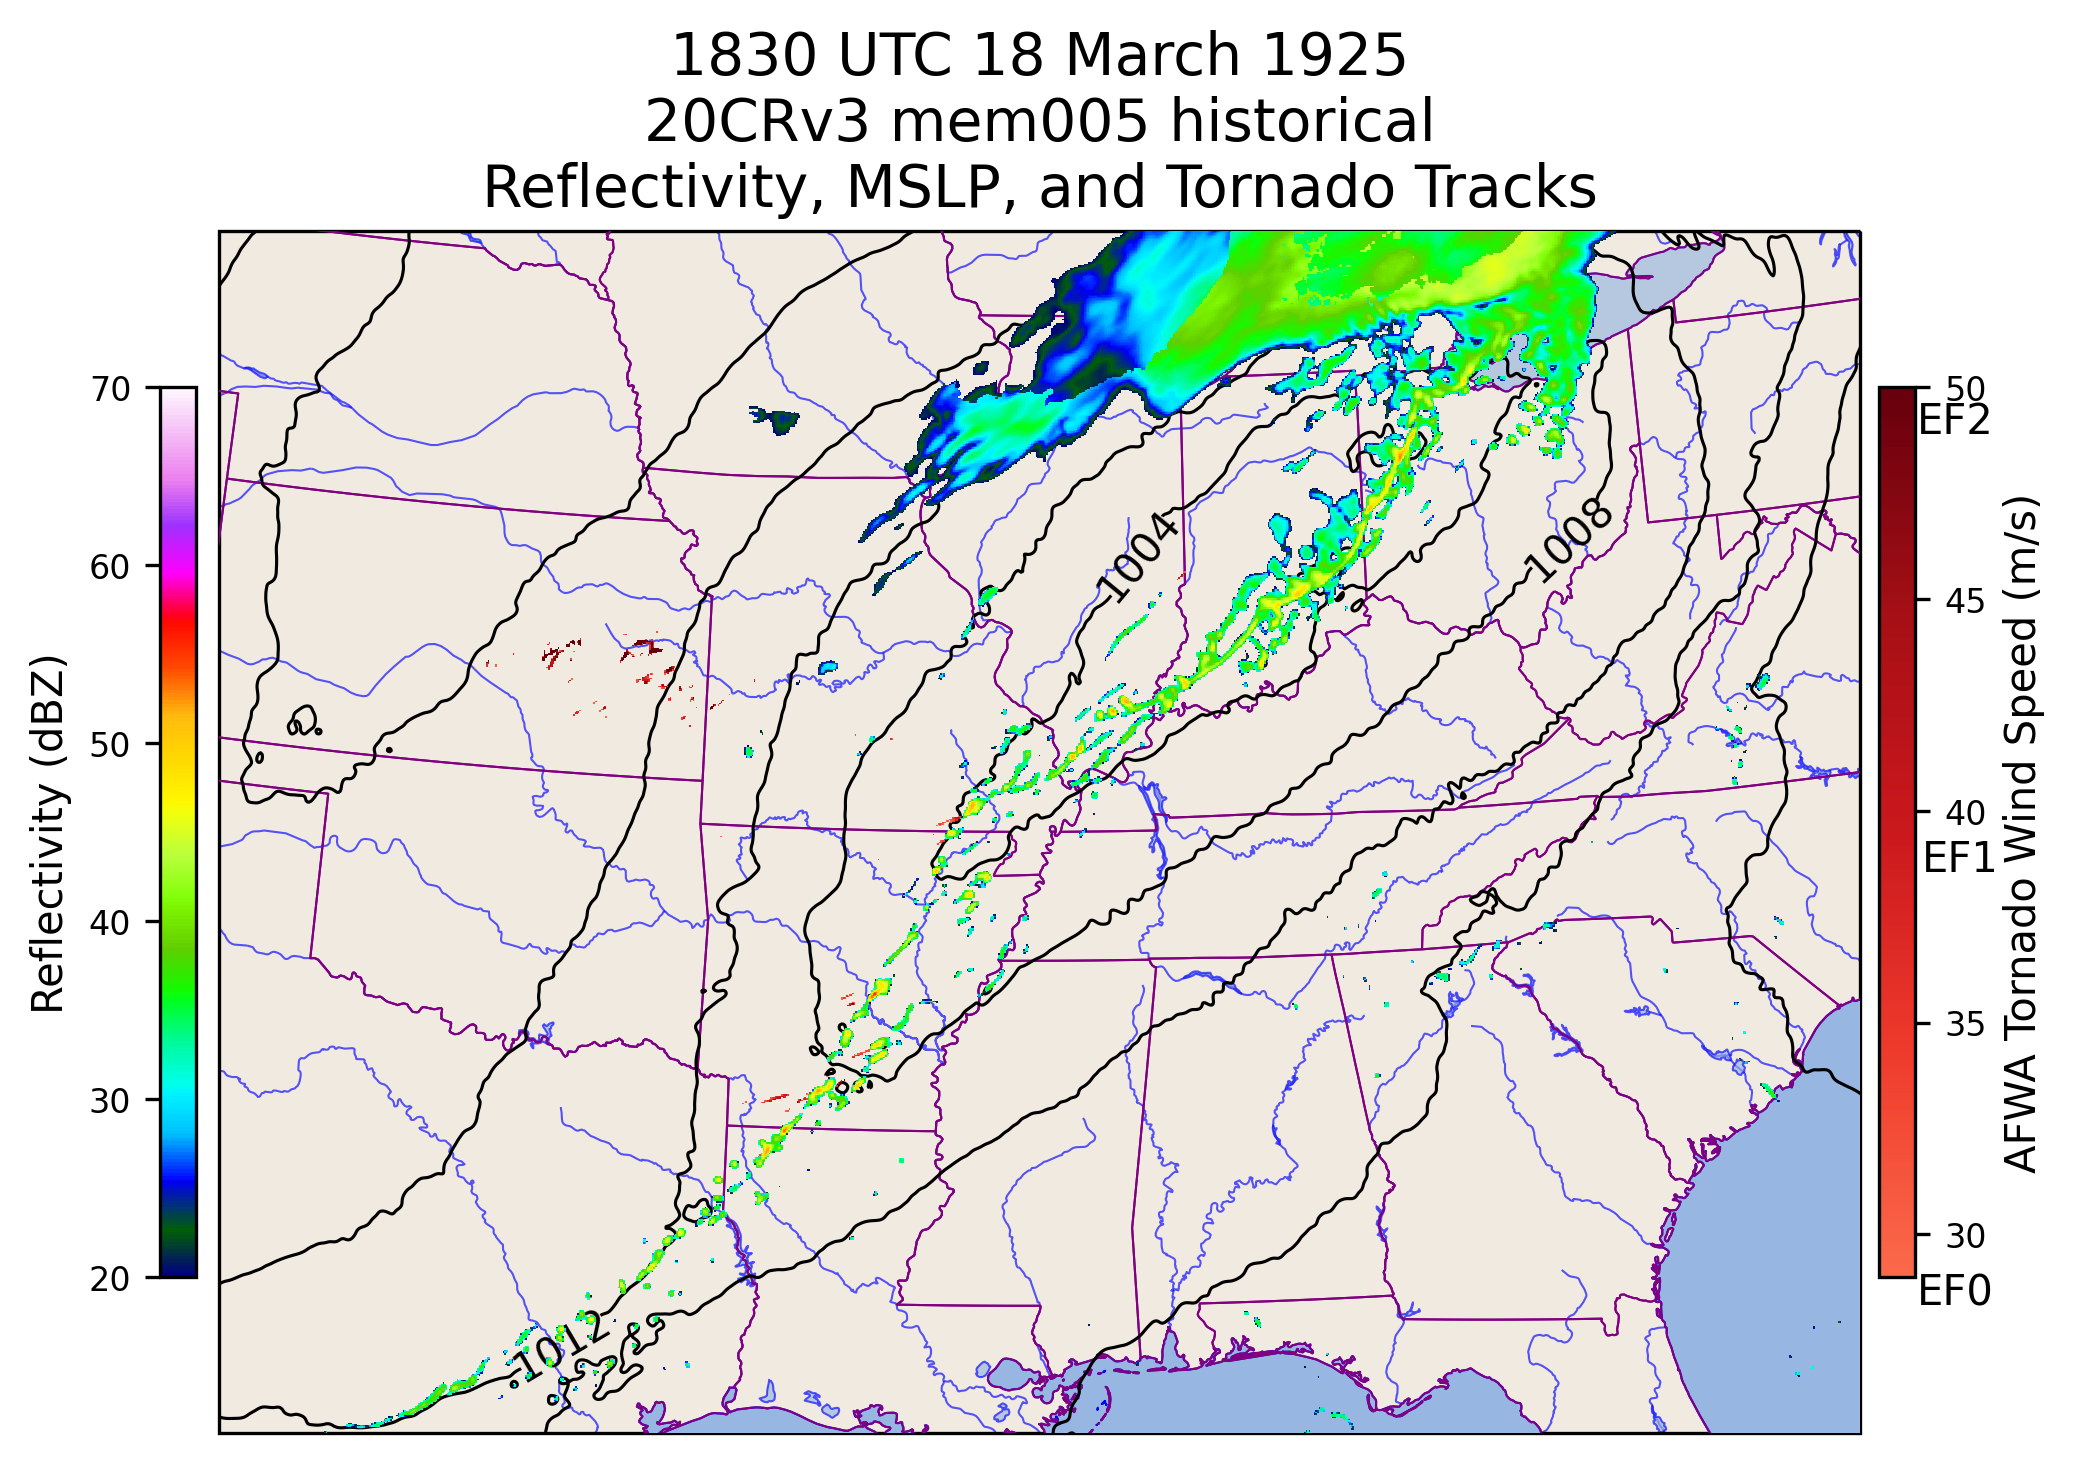 1830 UTC 18 March 1925
20CRv3 mem005 historical
Reflectivity, MSLP, and Tornado Tracks
Reflectivity (dBZ)
70
60
50
40
30
20
1004
1008
1012
50
EF2
45
40
EF1
35
30
EF0
AFWA Tornado Wind Speed (m/s)